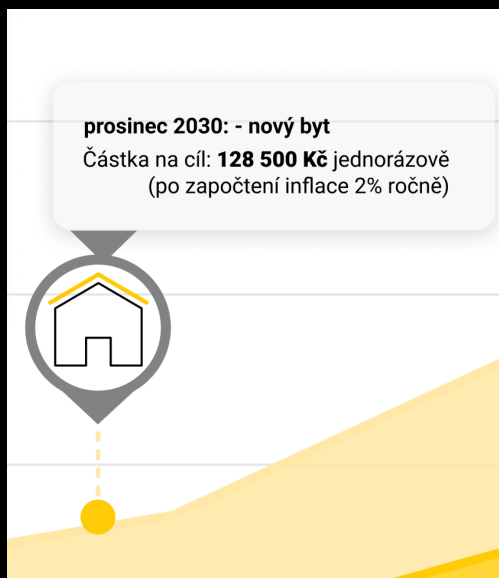 prosinec 2030: - nový byt
Částka na cíl: 128 500 Kč jednorázově
(po započtení inflace 2% ročně)